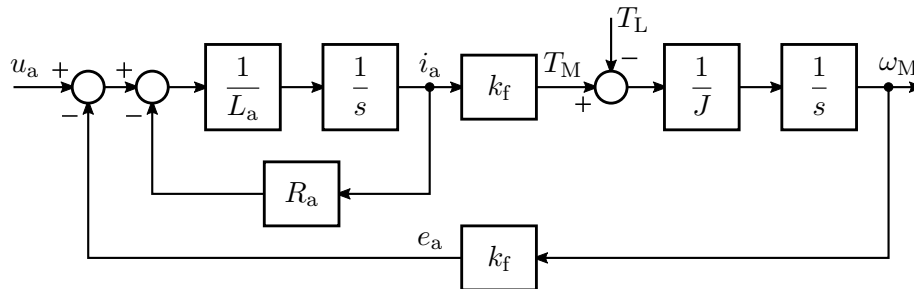 T_L
u_a + + 1/L_a 1/s i_a k_f T_M − + 1/J 1/s ω_M
− −
R_a
e_a k_f